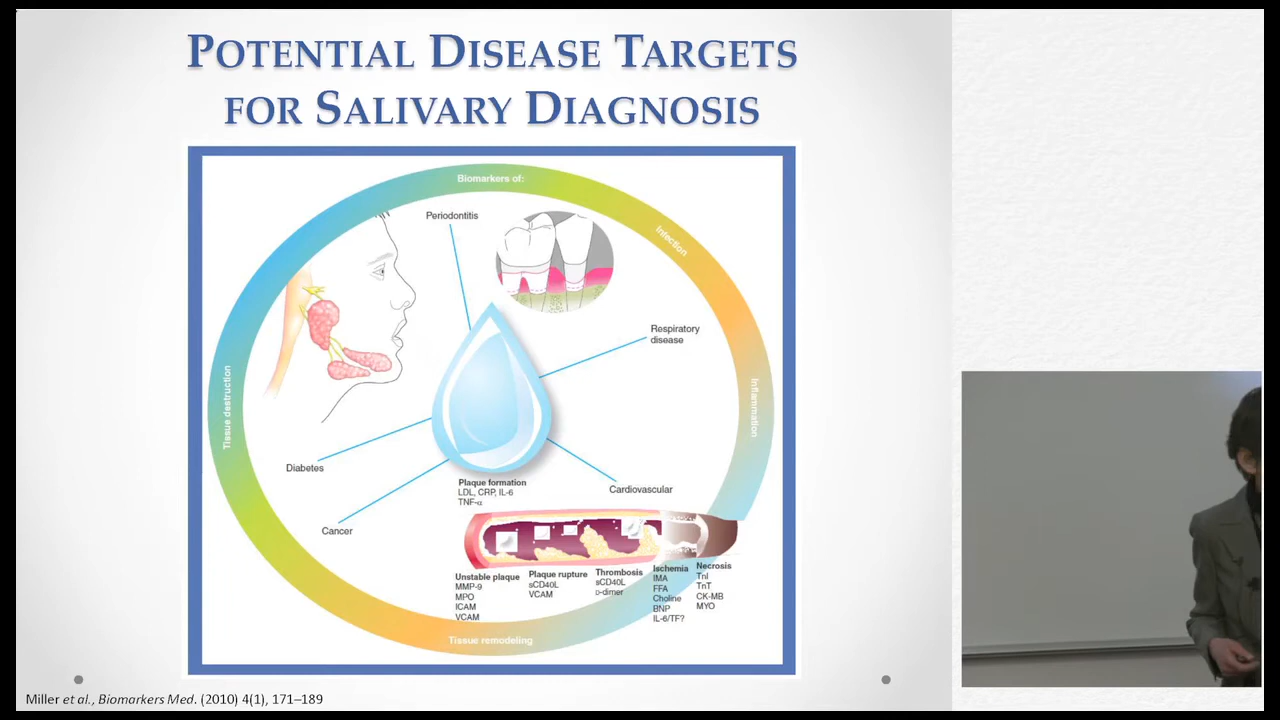 POTENTIAL DISEASE TARGETS
FOR SALIVARY DIAGNOSIS
Biomarkers of:
Periodontitis
Infection
Respiratory
disease
Inflammation
Tissue destruction
Diabetes
Cancer
Plaque formation
LDL, CRP, IL-6
TNF-α
Cardiovascular
Unstable plaque
MMP-9
MPO
ICAM
VCAM
Plaque rupture
sCD40L
VCAM
Thrombosis
sCD40L
D-dimer
Ischemia
IMA
FFA
Choline
BNP
IL-6/TF?
Necrosis
TnI
TnT
CK-MB
MYO
Tissue remodeling
Miller et al., Biomarkers Med. (2010) 4(1), 171–189